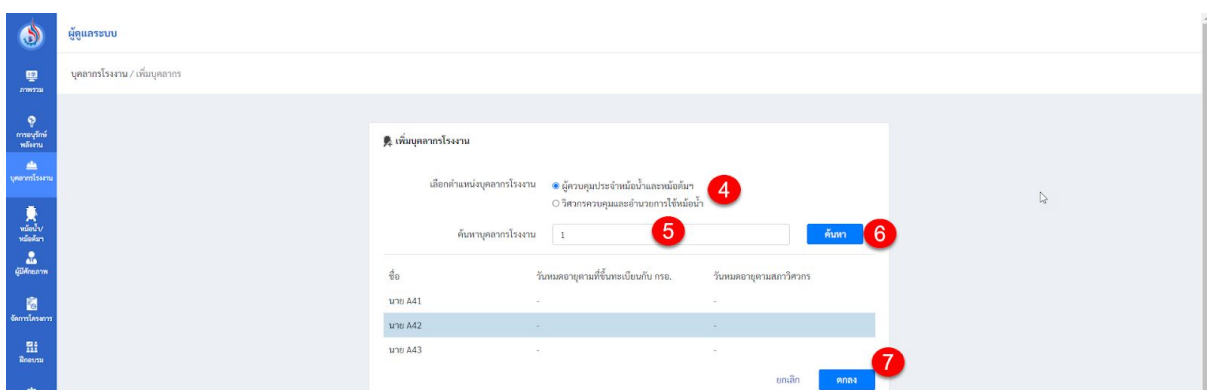 ผู้ดูแลระบบ
บุคลากรโรงงาน / เพิ่มบุคลากร
ภาพรวม
การอนุรักษ์
พลังงาน
บุคลากรโรงงาน
หม้อน้ำ/
หม้อต้มฯ
ผู้มีศักยภาพ
จัดการโครงการ
ฝึกอบรม
เพิ่มบุคลากรโรงงาน
เลือกตำแหน่งบุคลากรโรงงาน ผู้ควบคุมประจำหม้อน้ำและหม้อต้มฯ 4
วิศวกรควบคุมและอำนวยการใช้หม้อน้ำ
ค้นหาบุคลากรโรงงาน 1 5 ค้นหา 6
ชื่อ วันหมดอายุตามที่ขึ้นทะเบียนกับ กรอ. วันหมดอายุตามสภาวิศวกร
นาย A41 - -
นาย A42 - -
นาย A43 - -
ยกเลิก ตกลง 7